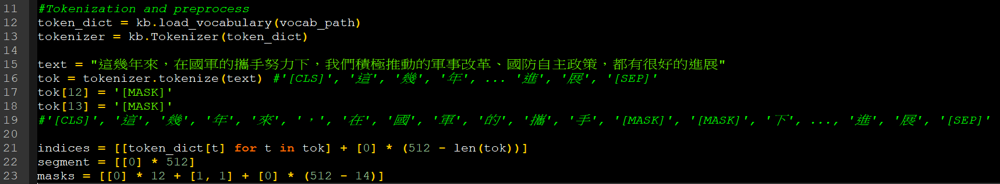 11 #Tokenization and preprocess
12 token_dict = kb.load_vocabulary(vocab_path)
13 tokenizer = kb.Tokenizer(token_dict)
14
15 text = "這幾年來，在國軍的攜手努力下，我們積極推動的軍事改革、國防自主政策，都有很好的進展"
16 tok = tokenizer.tokenize(text) #'[CLS]', '這', '幾', '年', ... '進', '展', '[SEP]'
17 tok[12] = '[MASK]'
18 tok[13] = '[MASK]'
19 #'[CLS]', '這', '幾', '年', '來', '，', '在', '國', '軍', '的', '攜', '手', '[MASK]', '[MASK]', '下', ..., '進', '展', '[SEP]'
20
21 indices = [[token_dict[t] for t in tok] + [0] * (512 - len(tok))]
22 segment = [[0] * 512]
23 masks = [[0] * 12 + [1, 1] + [0] * (512 - 14)]